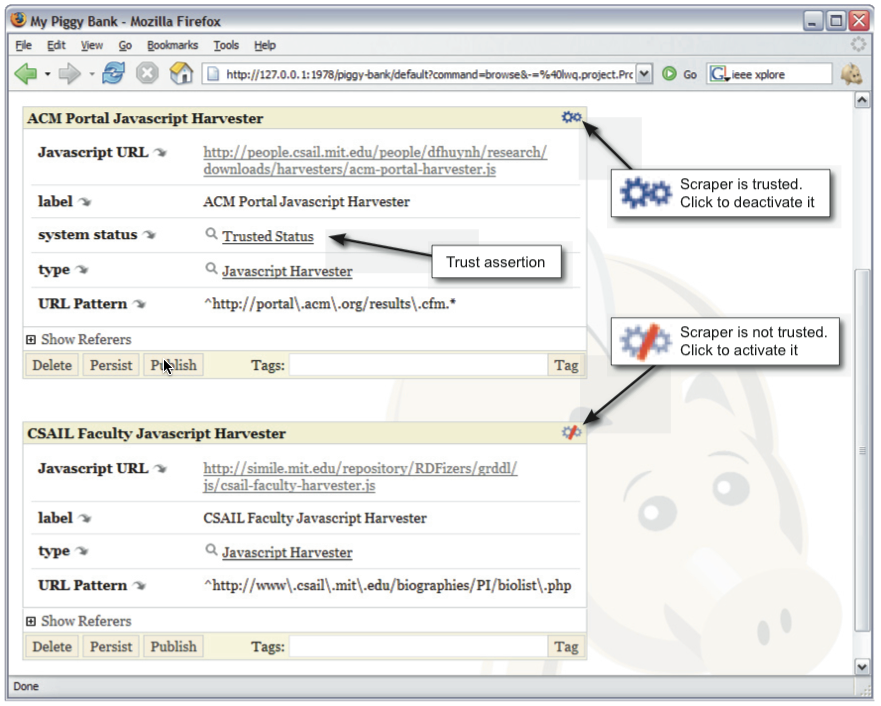 My Piggy Bank - Mozilla Firefox
File Edit View Go Bookmarks Tools Help
http://127.0.0.1:1978/piggy-bank/default?command=browse&-=%40lwq.project.Prc Go ieee xplore
ACM Portal Javascript Harvester
Javascript URL http://people.csail.mit.edu/people/dfhuynh/research/
downloads/harvesters/acm-portal-harvester.js
Scraper is trusted.
Click to deactivate it
label ACM Portal Javascript Harvester
system status Trusted Status
Trust assertion
type Javascript Harvester
URL Pattern ^http://portal\.acm\.org/results\.cfm.*
Show Referers
Delete Persist Publish Tags: Tag
Scraper is not trusted.
Click to activate it
CSAIL Faculty Javascript Harvester
Javascript URL http://simile.mit.edu/repository/RDFizers/grddl/
js/csail-faculty-harvester.js
label CSAIL Faculty Javascript Harvester
type Javascript Harvester
URL Pattern ^http://www\.csail\.mit\.edu/biographies/PI/biolist\.php
Show Referers
Delete Persist Publish Tags: Tag
Done